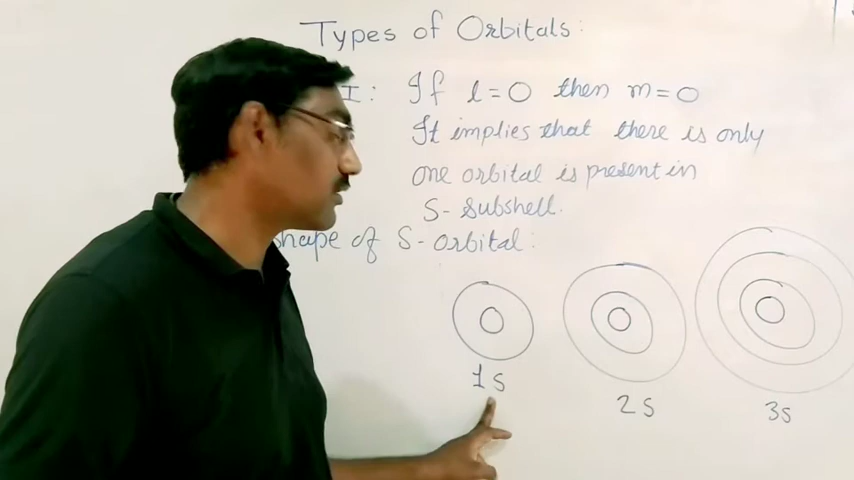 Types of Orbitals:
I: If l=0 then m=0
It implies that there is only
one orbital is present in
S-Subshell.
shape of S-orbital:
1s
2s
3s